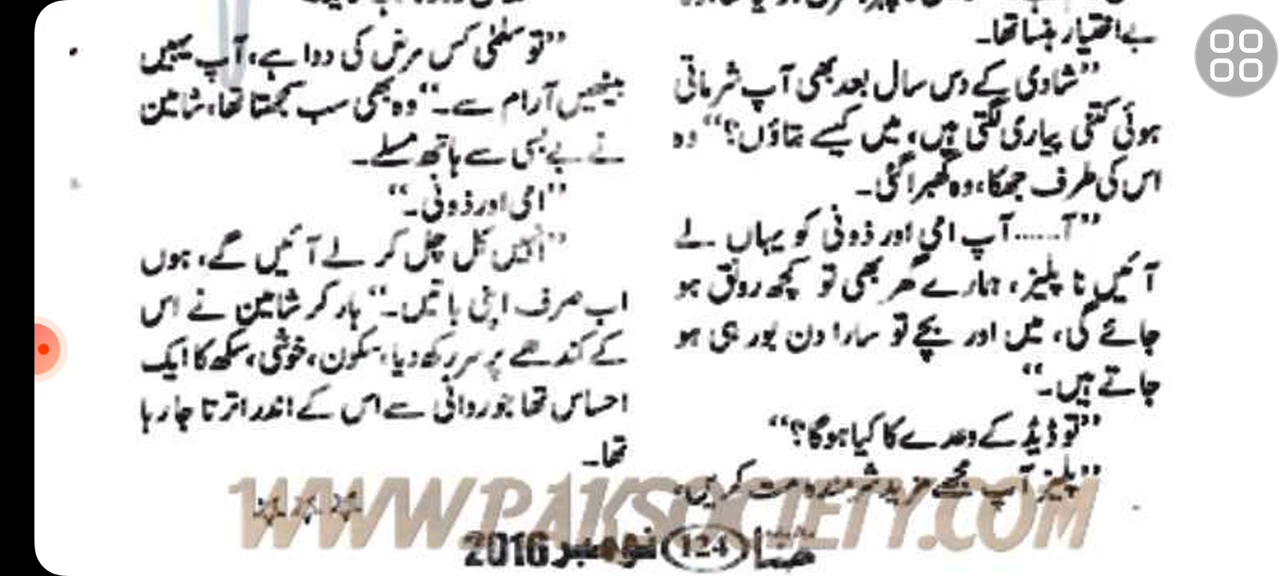 بے اختیار ہنسا تھا۔
”شادی کے دس سال بعد بھی آپ شرماتی
ہوئی کتنی پیاری لگتی ہیں، میں کیسے بتاؤں؟“ وہ
اس کی طرف جھکا، وہ گھبرا گئی۔
”آ......آپ امی اور ذونی کو یہاں لے
آئیں نا پلیز، ہمارے گھر بھی تو کچھ رونق ہو
جائے گی، میں اور بچے تو سارا دن بور ہی ہو
جاتے ہیں۔“
”تو ڈیڈ کے وعدے کا کیا ہوگا؟“
”پلیز آپ مجھے مزید شرمندہ مت کریں،
”تو سلمٰی کس مرض کی دوا ہے، آپ یہیں
بیٹھیں آرام سے۔“ وہ بھی سب سمجھتا تھا، شامین
نے بے بسی سے ہاتھ مسلے۔
”امی اور ذونی۔“
”انہیں کل چل کر لے آئیں گے، ہوں
اب صرف اپنی باتیں۔“ ہار کر شامین نے اس
کے کندھے پر سر رکھ دیا، سکون، خوشی، سکھ کا ایک
احساس تھا جو روانی سے اس کے اندر اترتا جا رہا
تھا۔
WWW.PAKSOCIETY.COM
حنا 124 نومبر 2016